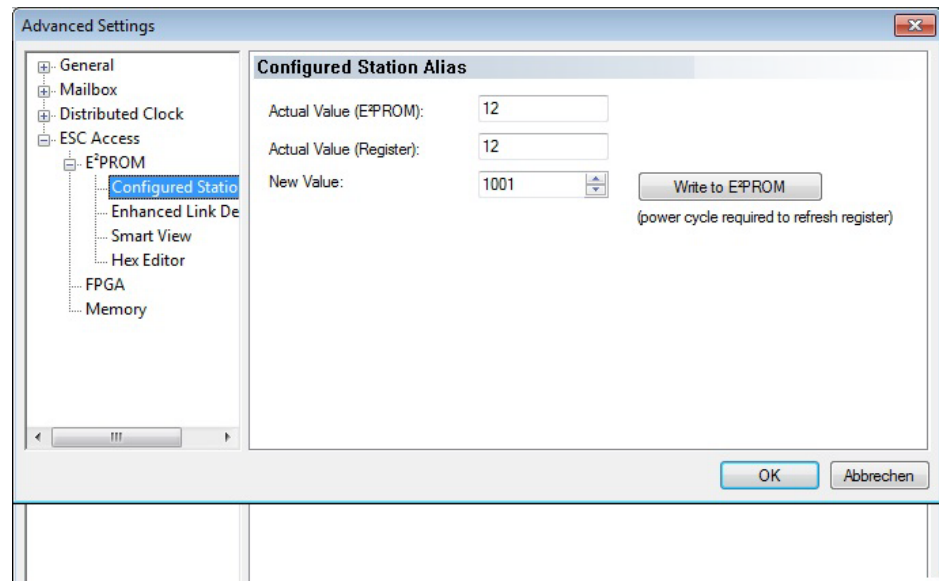 Advanced Settings
General
Mailbox
Distributed Clock
ESC Access
E²PROM
Configured Statio
Enhanced Link De
Smart View
Hex Editor
FPGA
Memory
Configured Station Alias
Actual Value (E²PROM): 12
Actual Value (Register): 12
New Value: 1001 Write to E²PROM
(power cycle required to refresh register)
OK Abbrechen